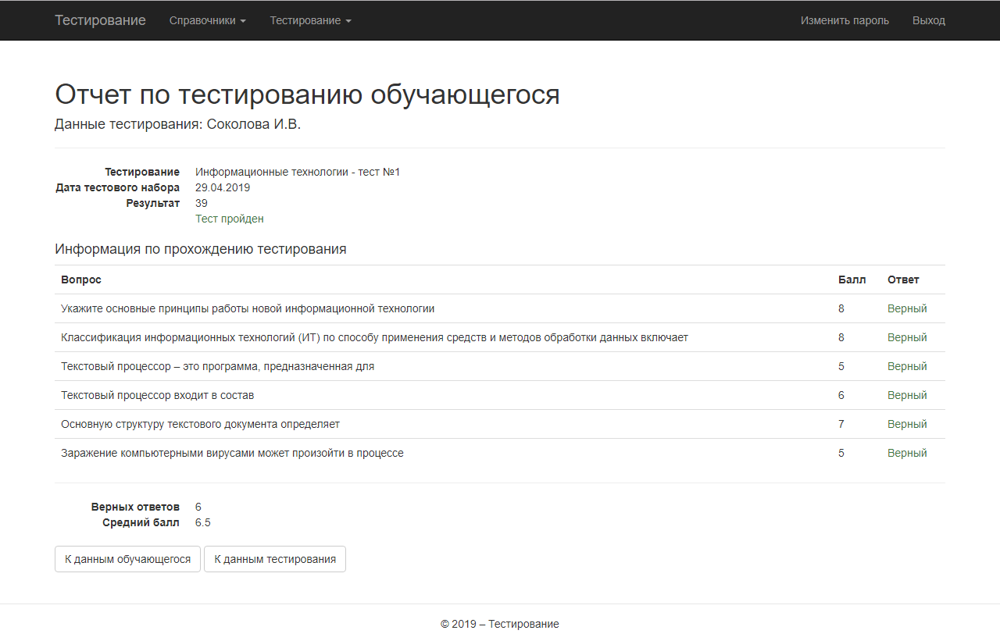 Тестирование Справочники Тестирование Изменить пароль Выход
Отчет по тестированию обучающегося
Данные тестирования: Соколова И.В.
Тестирование Информационные технологии - тест №1
Дата тестового набора 29.04.2019
Результат 39
Тест пройден
Информация по прохождению тестирования
Вопрос Балл Ответ
Укажите основные принципы работы новой информационной технологии 8 Верный
Классификация информационных технологий (ИТ) по способу применения средств и методов обработки данных включает 8 Верный
Текстовый процессор – это программа, предназначенная для 5 Верный
Текстовый процессор входит в состав 6 Верный
Основную структуру текстового документа определяет 7 Верный
Заражение компьютерными вирусами может произойти в процессе 5 Верный
Верных ответов 6
Средний балл 6.5
К данным обучающегося К данным тестирования
© 2019 – Тестирование